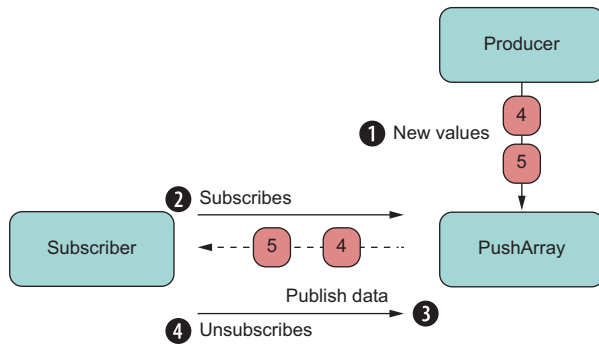 Producer
4
1 New values
5
2 Subscribes
Subscriber
5 4
PushArray
Publish data 3
4 Unsubscribes